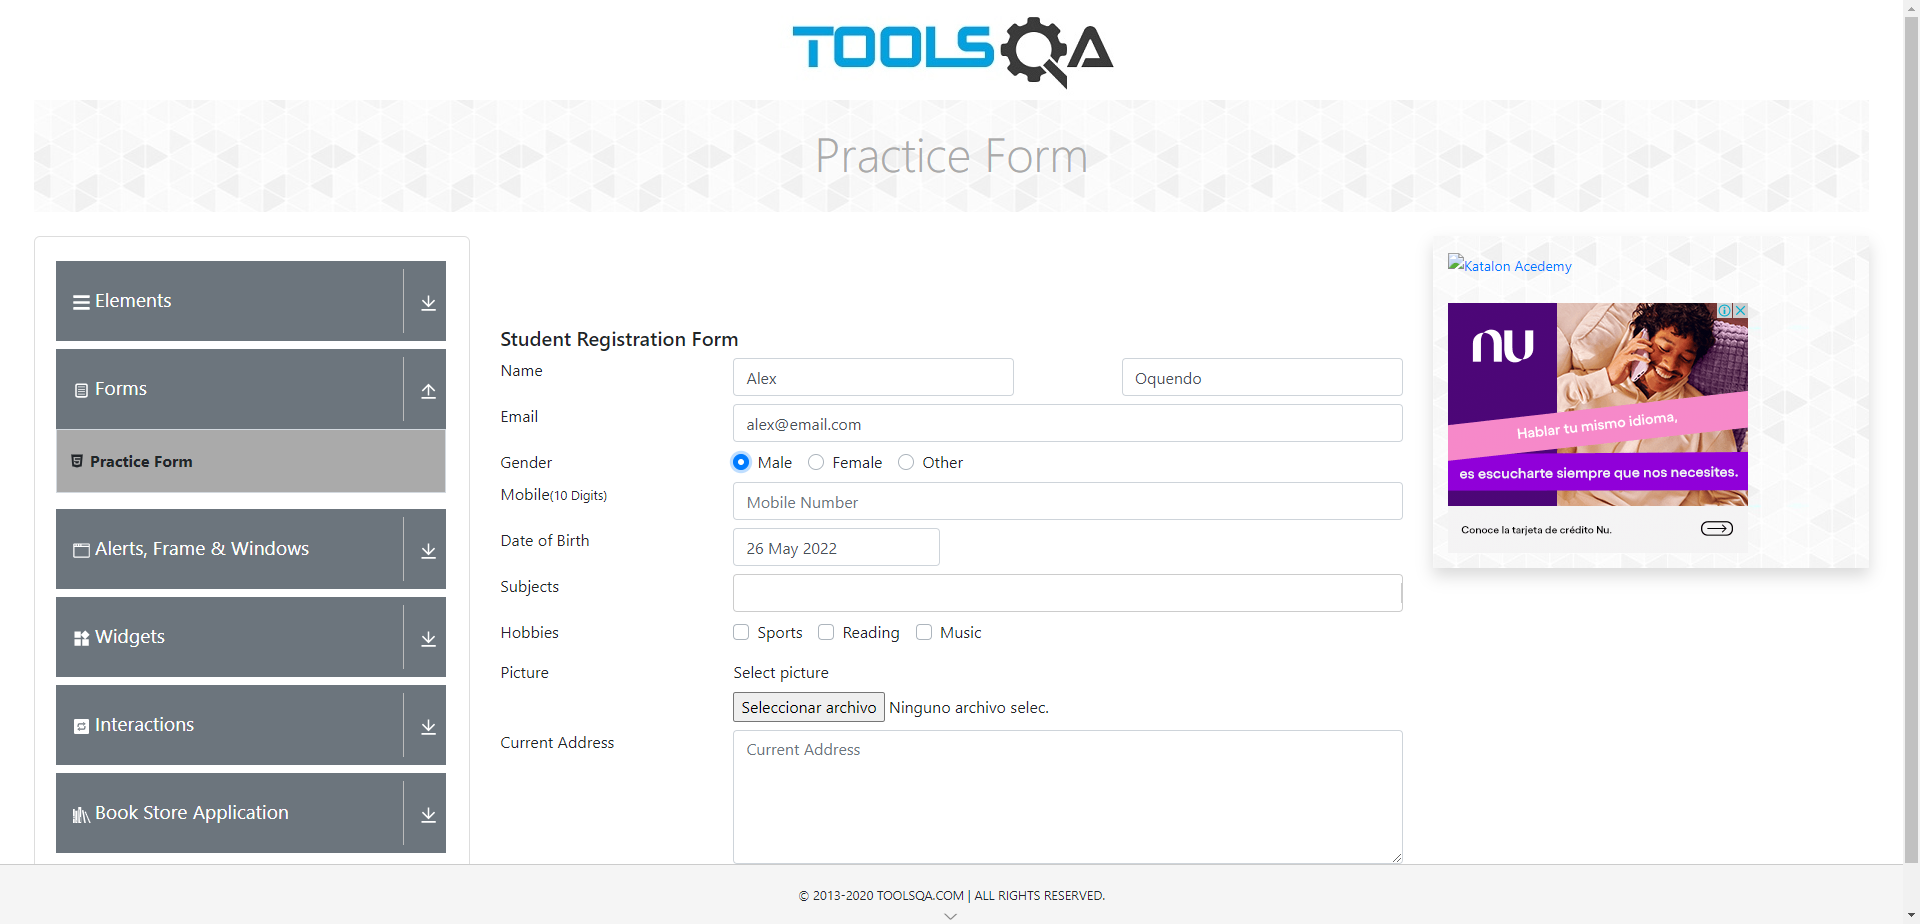 TOOLSQA
Practice Form
Elements
Forms
Practice Form
Alerts, Frame & Windows
Widgets
Interactions
Book Store Application
Student Registration Form
Name
Alex
Oquendo
Email
alex@email.com
Gender
Male
Female
Other
Mobile(10 Digits)
Mobile Number
Date of Birth
26 May 2022
Subjects
Hobbies
Sports
Reading
Music
Picture
Select picture
Seleccionar archivo Ninguno archivo selec.
Current Address
Current Address
Katalon Acedemy
nu
Hablar tu mismo idioma,
es escucharte siempre que nos necesites.
Conoce la tarjeta de crédito Nu.
© 2013-2020 TOOLSQA.COM | ALL RIGHTS RESERVED.